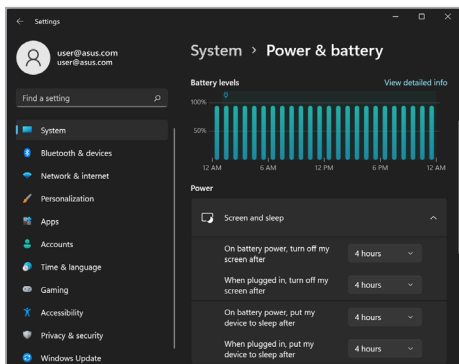 Settings
user@asus.com
user@asus.com
Find a setting
System
Bluetooth & devices
Network & internet
Personalization
Apps
Accounts
Time & language
Gaming
Accessibility
Privacy & security
Windows Update
System > Power & battery
Battery levels
View detailed info
100%
50%
12 AM 6 AM 12 PM 6 PM 12 AM
Power
Screen and sleep
On battery power, turn off my
screen after
4 hours
When plugged in, turn off my
screen after
4 hours
On battery power, put my
device to sleep after
4 hours
When plugged in, put my
device to sleep after
4 hours